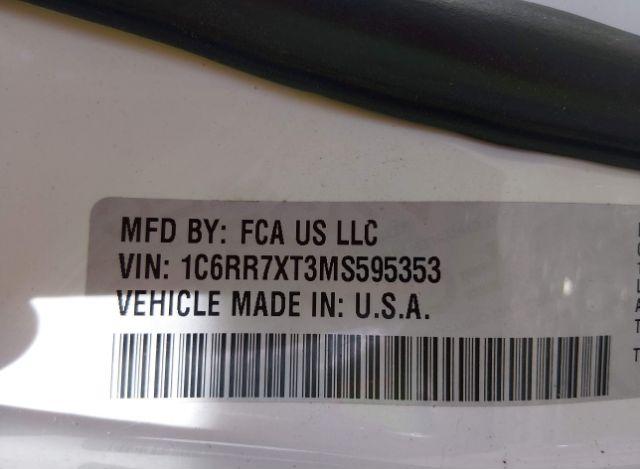 MFD BY: FCA US LLC
VIN: 1C6RR7XT3MS595353
VEHICLE MADE IN: U.S.A.